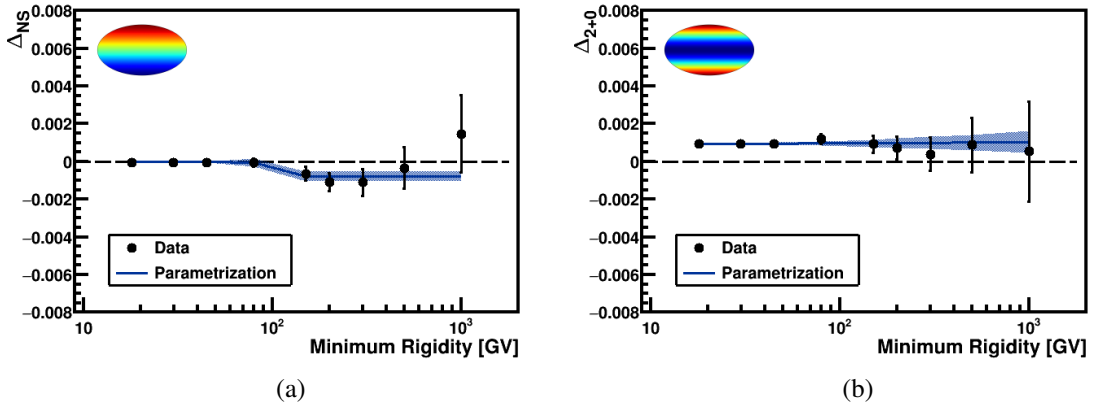 Δ_NS
0.008
0.006
0.004
0.002
0
−0.002
−0.004
−0.006
−0.008
Data
Parametrization
10
10²
10³
Minimum Rigidity [GV]
(a)
Δ_2+0
0.008
0.006
0.004
0.002
0
−0.002
−0.004
−0.006
−0.008
Data
Parametrization
10
10²
10³
Minimum Rigidity [GV]
(b)